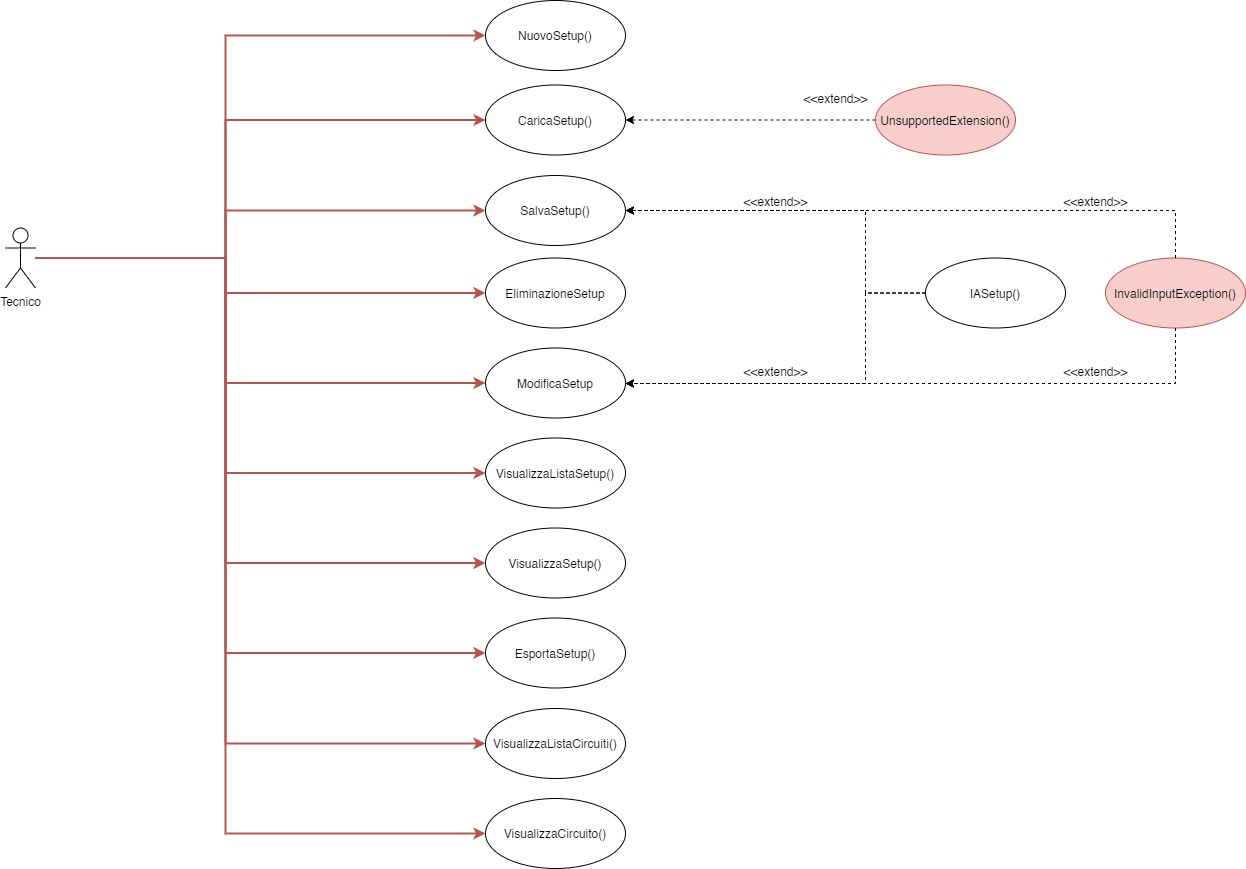 NuovoSetup()
<<extend>>
CaricaSetup()
UnsupportedExtension()
<<extend>>
<<extend>>
SalvaSetup()
Tecnico
EliminazioneSetup
IASetup()
InvalidInputException()
<<extend>>
<<extend>>
ModificaSetup
VisualizzaListaSetup()
VisualizzaSetup()
EsportaSetup()
VisualizzaListaCircuiti()
VisualizzaCircuito()